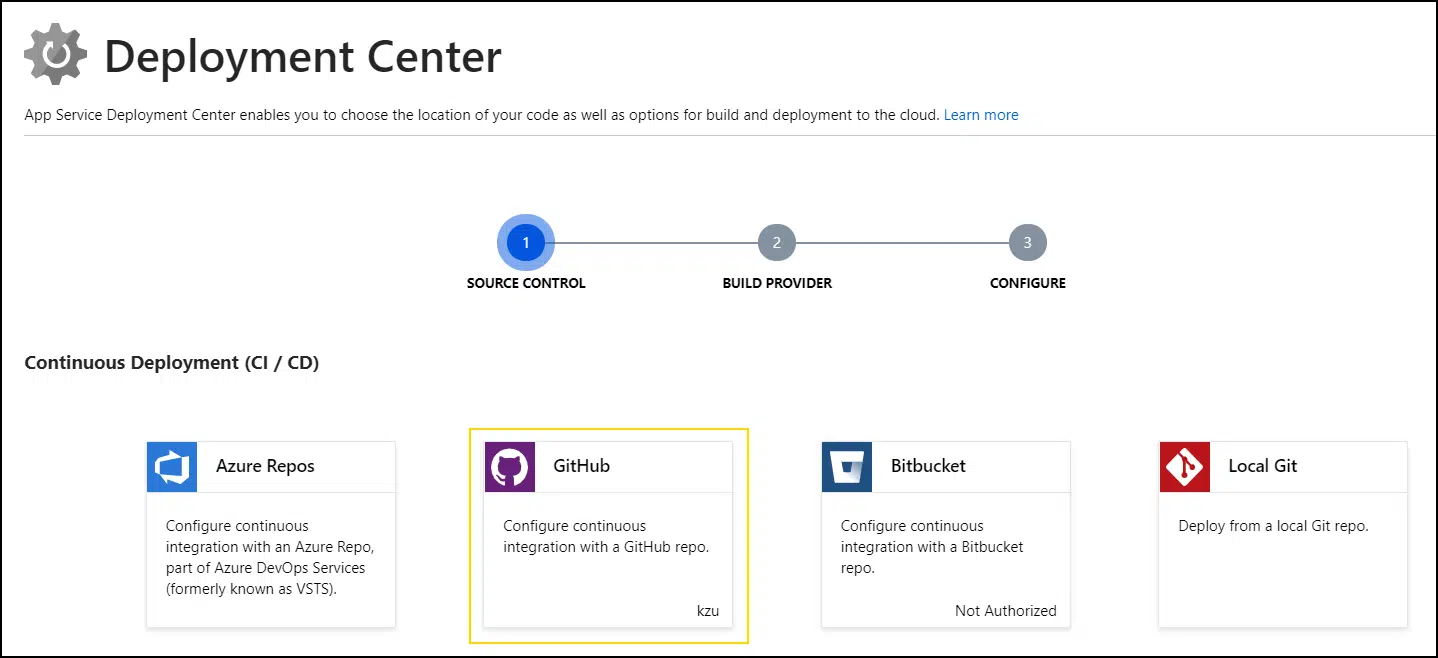 Deployment Center
App Service Deployment Center enables you to choose the location of your code as well as options for build and deployment to the cloud. Learn more
1
2
3
SOURCE CONTROL
BUILD PROVIDER
CONFIGURE
Continuous Deployment (CI / CD)
Azure Repos
Configure continuous
integration with an Azure Repo,
part of Azure DevOps Services
(formerly known as VSTS).
GitHub
Configure continuous
integration with a GitHub repo.
kzu
Bitbucket
Configure continuous
integration with a Bitbucket
repo.
Not Authorized
Local Git
Deploy from a local Git repo.